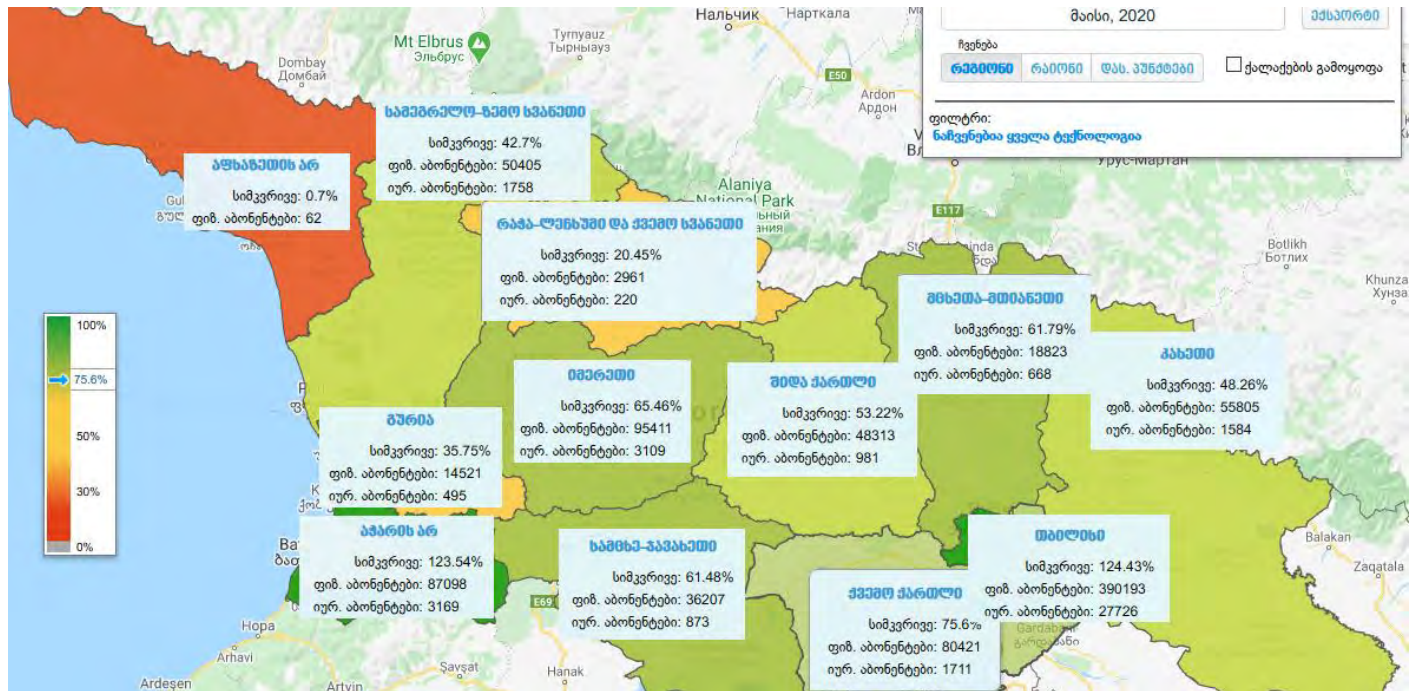 Нальчик
Нарткала
Mt Elbrus
Эльбрус
Tyrnyauz
Тырныауз
Dombay
Домбай
E50
Ardon
Ардон
მაისი, 2020
ექსპორტი
ჩვენება
რეგიონი
რაიონი
დას. პუნქტები
ქალაქების გამოყოფა
ფილტრი:
ნაჩვენებია ყველა ტექნოლოგია
Урус-Мартан
სამეგრელო-ზემო სვანეთი
სიმკვრივე: 42.7%
ფიზ. აბონენტები: 50405
იურ. აბონენტები: 1758
აფხაზეთის არ
სიმკვრივე: 0.7%
ფიზ. აბონენტები: 62
Alaniya
National Park
E117
Botlikh
Ботлих
Khunza
Хунза
რაჭა-ლეჩხუმი და ქვემო სვანეთი
სიმკვრივე: 20.45%
ფიზ. აბონენტები: 2961
იურ. აბონენტები: 220
მცხეთა-მთიანეთი
სიმკვრივე: 61.79%
ფიზ. აბონენტები: 18823
იურ. აბონენტები: 668
კახეთი
სიმკვრივე: 48.26%
ფიზ. აბონენტები: 55805
იურ. აბონენტები: 1584
100%
75.6%
50%
30%
0%
იმერეთი
სიმკვრივე: 65.46%
ფიზ. აბონენტები: 95411
იურ. აბონენტები: 3109
შიდა ქართლი
სიმკვრივე: 53.22%
ფიზ. აბონენტები: 48313
იურ. აბონენტები: 981
გურია
სიმკვრივე: 35.75%
ფიზ. აბონენტები: 14521
იურ. აბონენტები: 495
აჭარის არ
სიმკვრივე: 123.54%
ფიზ. აბონენტები: 87098
იურ. აბონენტები: 3169
სამცხე-ჯავახეთი
სიმკვრივე: 61.48%
ფიზ. აბონენტები: 36207
იურ. აბონენტები: 873
თბილისი
სიმკვრივე: 124.43%
ფიზ. აბონენტები: 390193
იურ. აბონენტები: 27726
ქვემო ქართლი
სიმკვრივე: 75.6%
ფიზ. აბონენტები: 80421
იურ. აბონენტები: 1711
Balakan
Zaqatala
Gardabani
გარდაბანი
E69
Hopa
Arhavi
Artvin
Ardeşen
Şavşat
Hanak